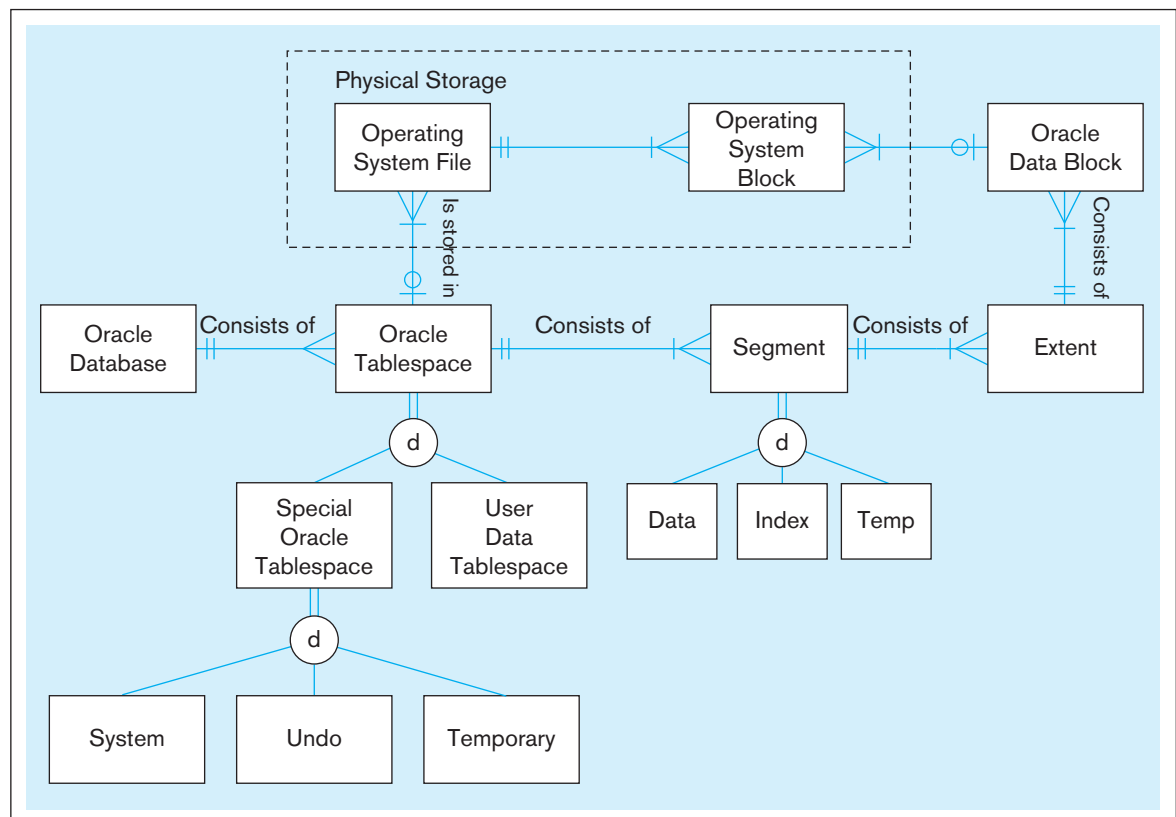 Physical Storage
Operating
System File
Operating
System
Block
Oracle
Data Block
Is stored in
Consists of
Oracle
Database
Consists of
Oracle
Tablespace
Consists of
Segment
Consists of
Extent
d
d
Special
Oracle
Tablespace
User
Data
Tablespace
Data
Index
Temp
d
System
Undo
Temporary